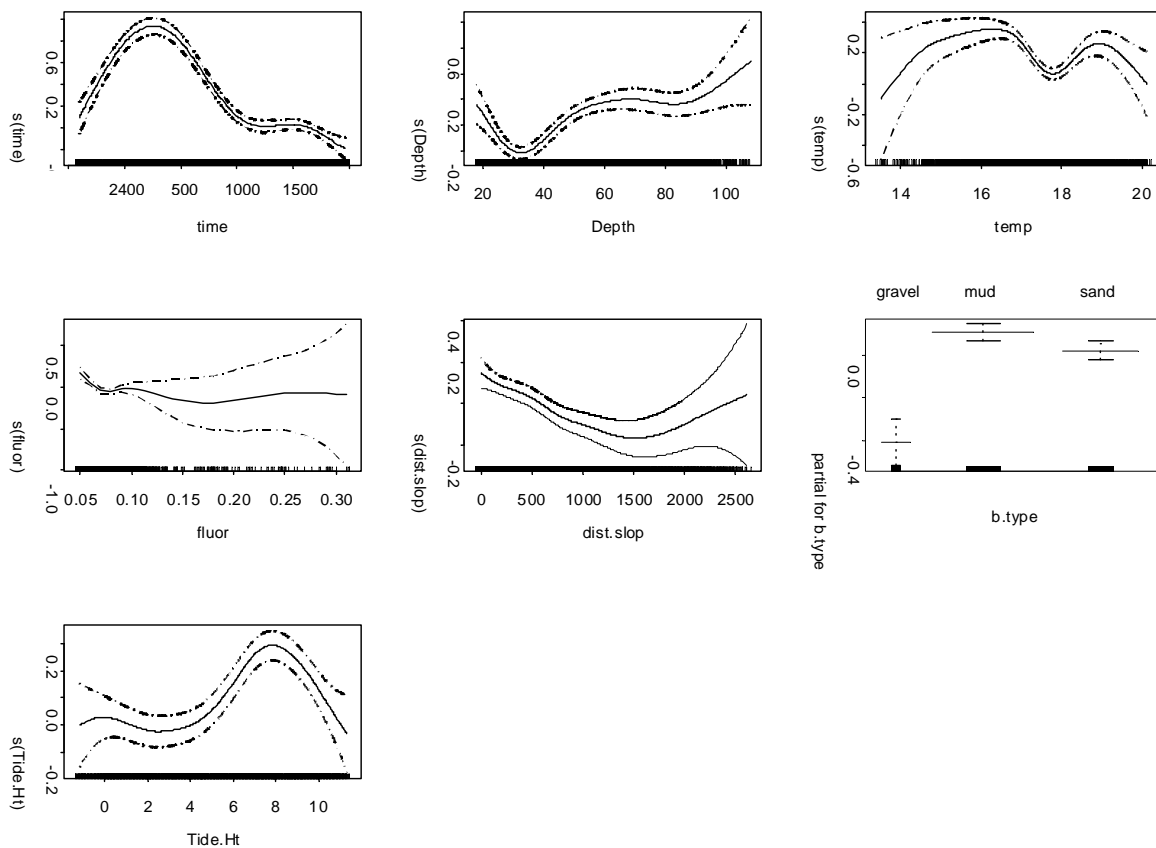 0.6
0.2
-
s(time)
2400 500 1000 1500
time
0.6
0.2
-0.2
s(Depth)
20 40 60 80 100
Depth
0.2
-0.2
-0.6
s(temp)
14 16 18 20
temp
0.5
0.0
-1.0
s(fluor)
0.05 0.10 0.15 0.20 0.25 0.30
fluor
0.4
0.2
-0.2
s(dist.slop)
0 500 1000 1500 2000 2500
dist.slop
gravel mud sand
0.0
-0.4
partial for b.type
b.type
0.2
0.0
-0.2
s(Tide.Ht)
0 2 4 6 8 10
Tide.Ht